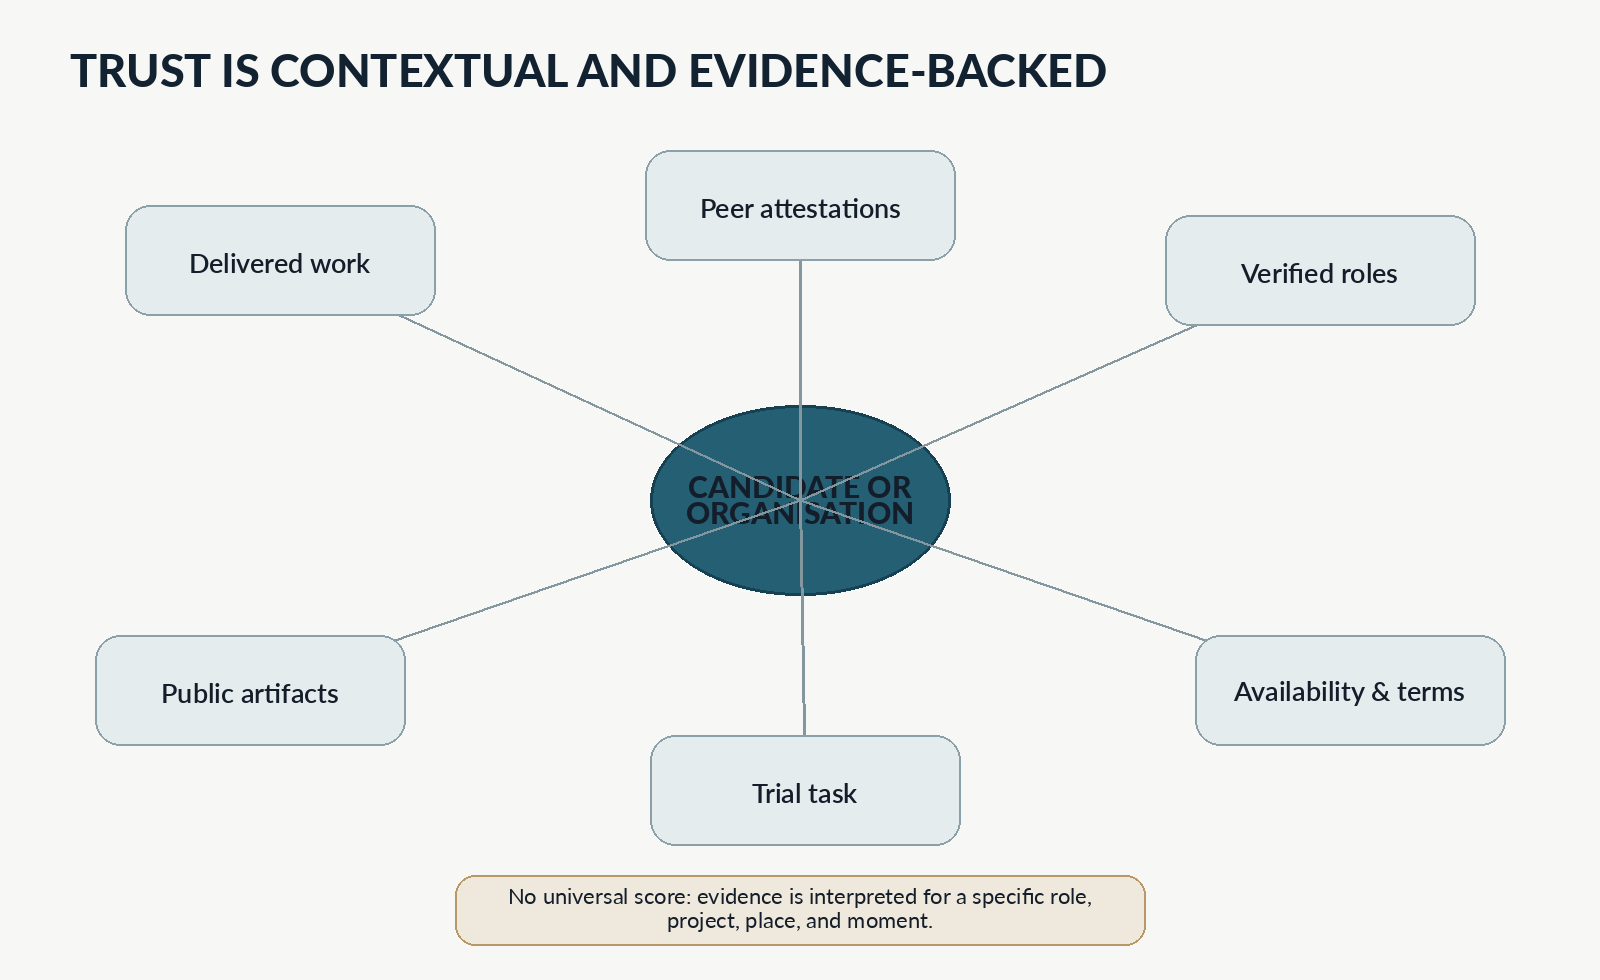 TRUST IS CONTEXTUAL AND EVIDENCE-BACKED
Peer attestations
Delivered work
Verified roles
CANDIDATE OR
ORGANISATION
Public artifacts
Availability & terms
Trial task
No universal score: evidence is interpreted for a specific role,
project, place, and moment.